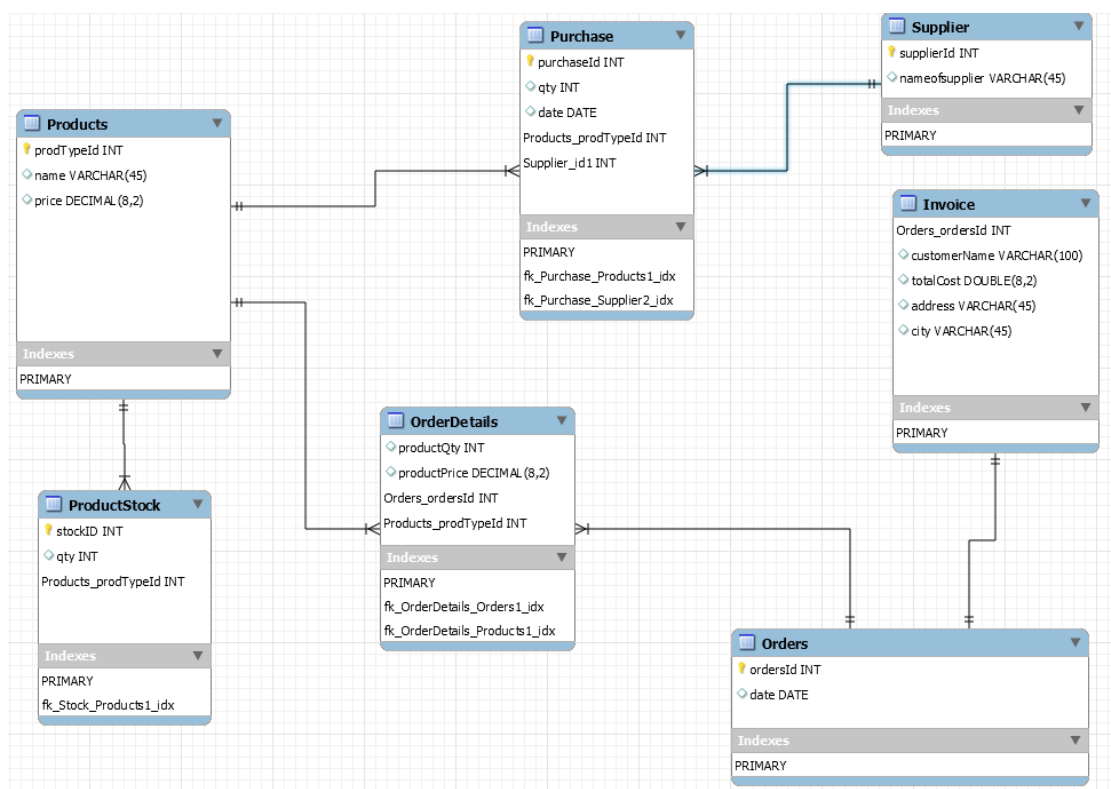 Purchase
purchaseId INT
qty INT
date DATE
Products_prodTypeId INT
Supplier_id1 INT
Indexes
PRIMARY
fk_Purchase_Products1_idx
fk_Purchase_Supplier2_idx
Supplier
supplierId INT
nameofsupplier VARCHAR(45)
Indexes
PRIMARY
Products
prodTypeId INT
name VARCHAR(45)
price DECIMAL(8,2)
Indexes
PRIMARY
Invoice
Orders_ordersId INT
customerName VARCHAR(100)
totalCost DOUBLE(8,2)
address VARCHAR(45)
city VARCHAR(45)
Indexes
PRIMARY
OrderDetails
productQty INT
productPrice DECIMAL(8,2)
Orders_ordersId INT
Products_prodTypeId INT
Indexes
PRIMARY
fk_OrderDetails_Orders1_idx
fk_OrderDetails_Products1_idx
ProductStock
stockID INT
qty INT
Products_prodTypeId INT
Indexes
PRIMARY
fk_Stock_Products1_idx
Orders
ordersId INT
date DATE
Indexes
PRIMARY